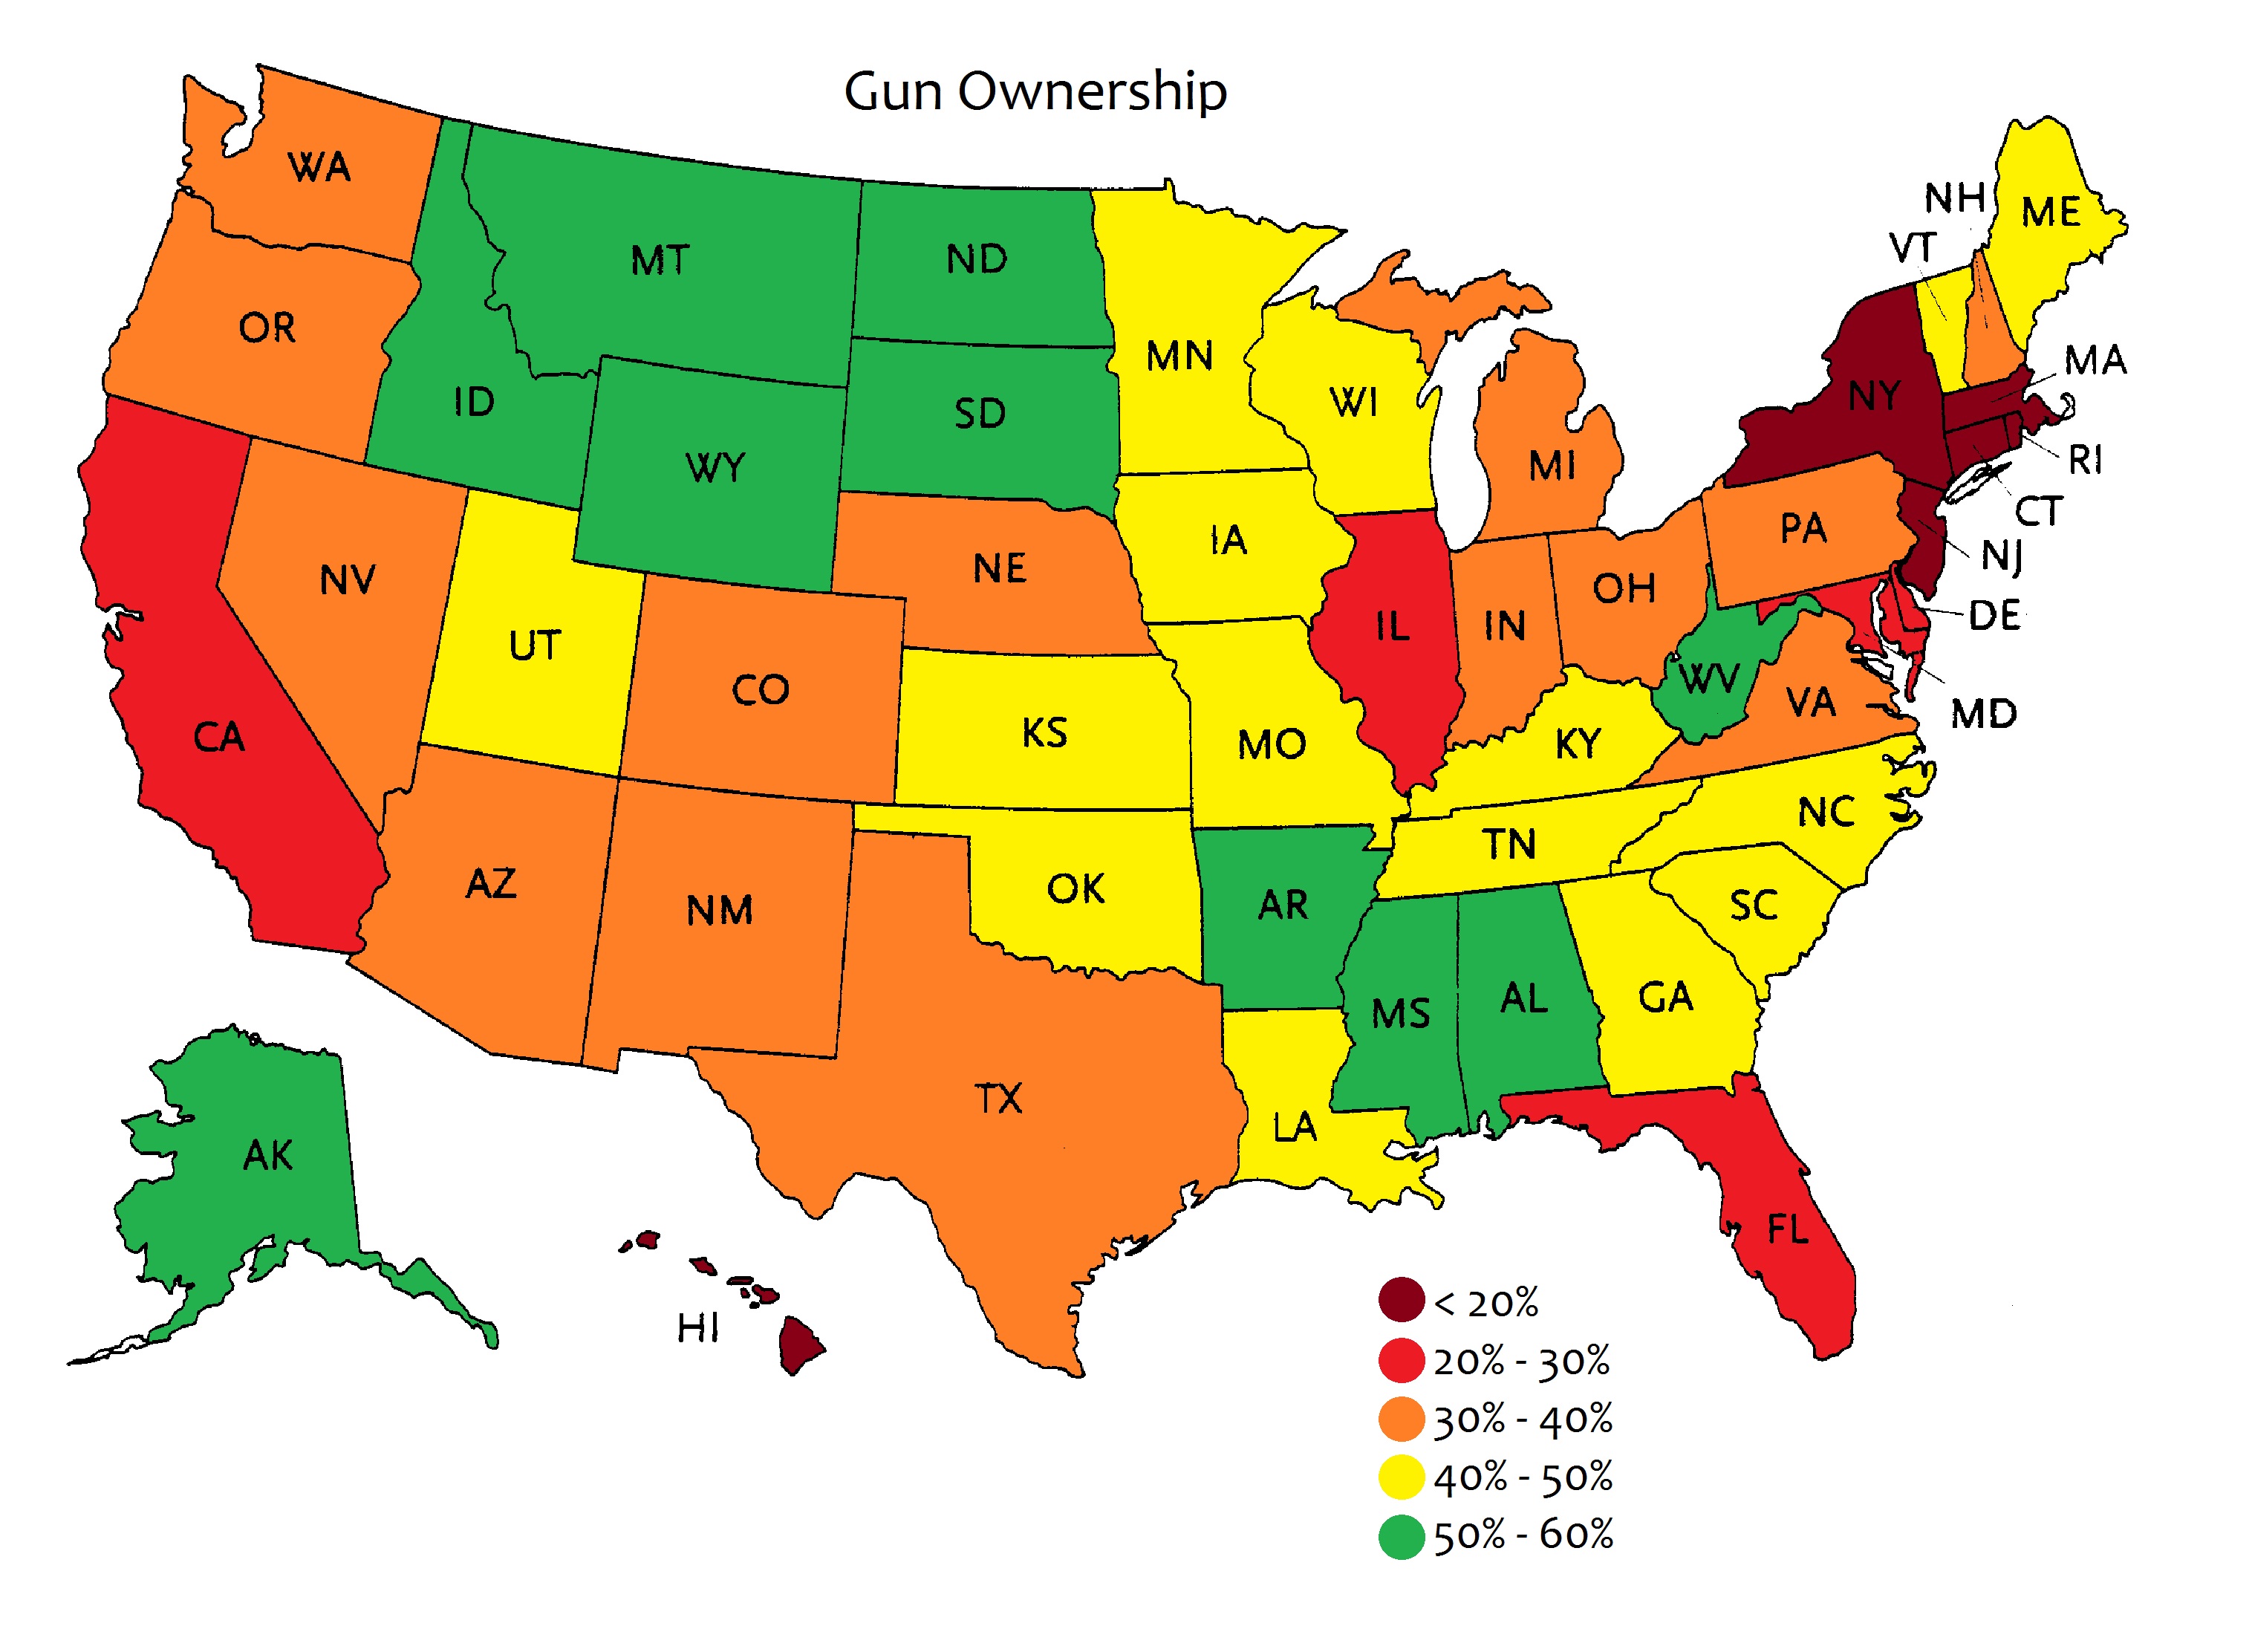 Gun Ownership
WA
MT
ND
MN
NH
ME
VT
OR
ID
SD
WI
MA
NY
WY
MI
RI
CT
NV
NE
IA
PA
NJ
UT
OH
DE
IL
IN
CO
KS
MO
WV
VA
MD
CA
KY
NC
TN
AZ
NM
OK
AR
SC
MS
AL
GA
TX
LA
AK
FL
HI
< 20%
20% - 30%
30% - 40%
40% - 50%
50% - 60%